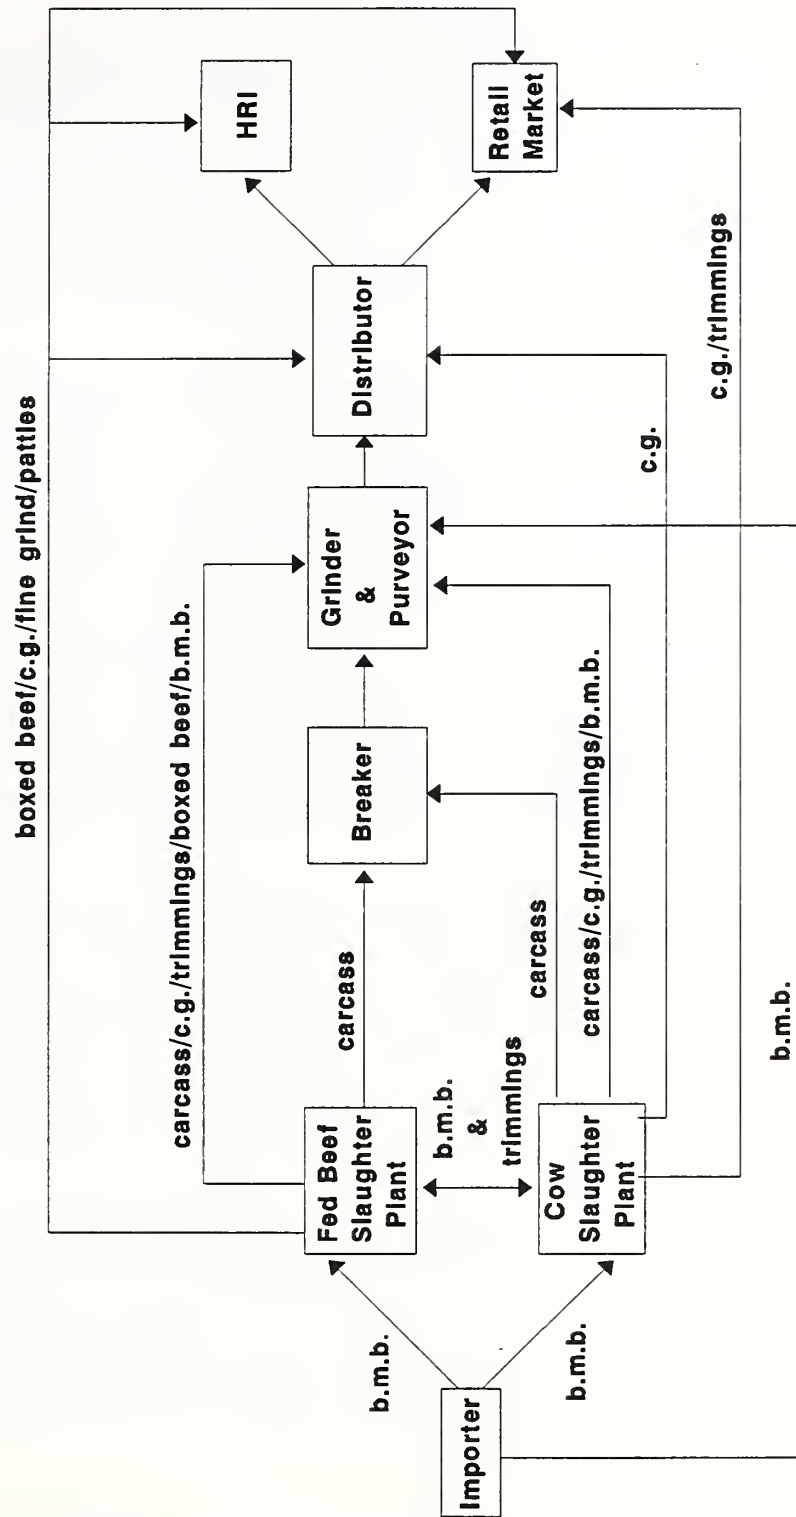 boxed beef/c.g./fine grind/patties
carcass/c.g./trimmings/boxed beef/b.m.b.
HRI
Fed Beef
Slaughter
Plant
carcass
Breaker
Grinder
&
Purveyor
Distributor
b.m.b.
b.m.b.
&
trimmings
Importer
b.m.b.
Retail
Market
Cow
Slaughter
Plant
carcass
carcass/c.g./trimmings/b.m.b.
c.g.
c.g./trimmings
b.m.b.